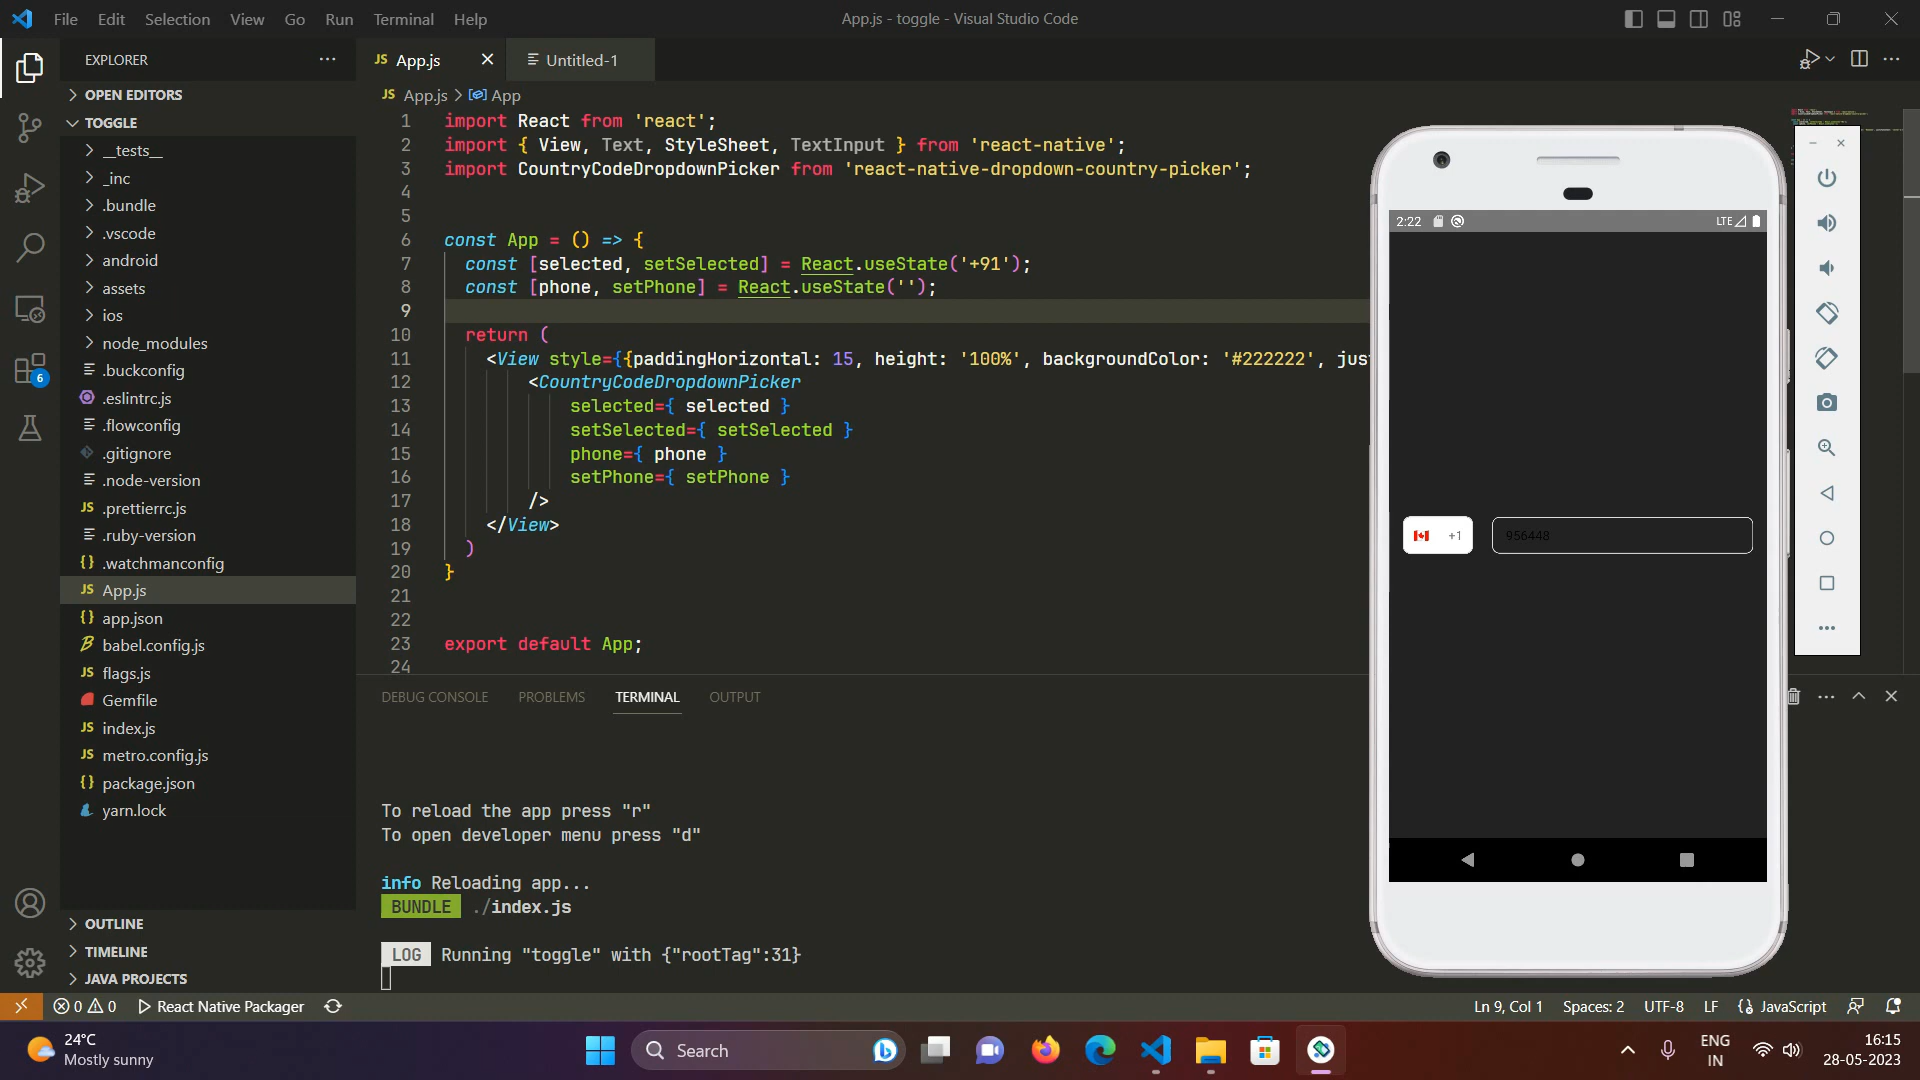 File Edit Selection View Go Run Terminal Help
App.js - toggle - Visual Studio Code
EXPLORER
OPEN EDITORS
TOGGLE
__tests__
_inc
.bundle
.vscode
android
assets
ios
node_modules
.buckconfig
.eslintrc.js
.flowconfig
.gitignore
.node-version
.prettierrc.js
.ruby-version
.watchmanconfig
App.js
app.json
babel.config.js
flags.js
Gemfile
index.js
metro.config.js
package.json
yarn.lock
OUTLINE
TIMELINE
JAVA PROJECTS
6
JS App.js
Untitled-1
JS App.js > App
1 import React from 'react';
2 import { View, Text, StyleSheet, TextInput } from 'react-native';
3 import CountryCodeDropdownPicker from 'react-native-dropdown-country-picker';
4
5
6 const App = () => {
7 const [selected, setSelected] = React.useState('+91');
8 const [phone, setPhone] = React.useState('');
9
10 return (
11 <View style={{paddingHorizontal: 15, height: '100%', backgroundColor: '#222222', jus
12 <CountryCodeDropdownPicker
13 selected={ selected }
14 setSelected={ setSelected }
15 phone={ phone }
16 setPhone={ setPhone }
17 />
18 </View>
19 )
20 }
21
22
23 export default App;
24
DEBUG CONSOLE PROBLEMS TERMINAL OUTPUT
To reload the app press "r"
To open developer menu press "d"
info Reloading app...
BUNDLE ./index.js
LOG Running "toggle" with {"rootTag":31}
2:22
LTE
+1
956448
0 0 React Native Packager
Ln 9, Col 1 Spaces: 2 UTF-8 LF {} JavaScript
24°C
Mostly sunny
Search
ENG
IN
16:15
28-05-2023